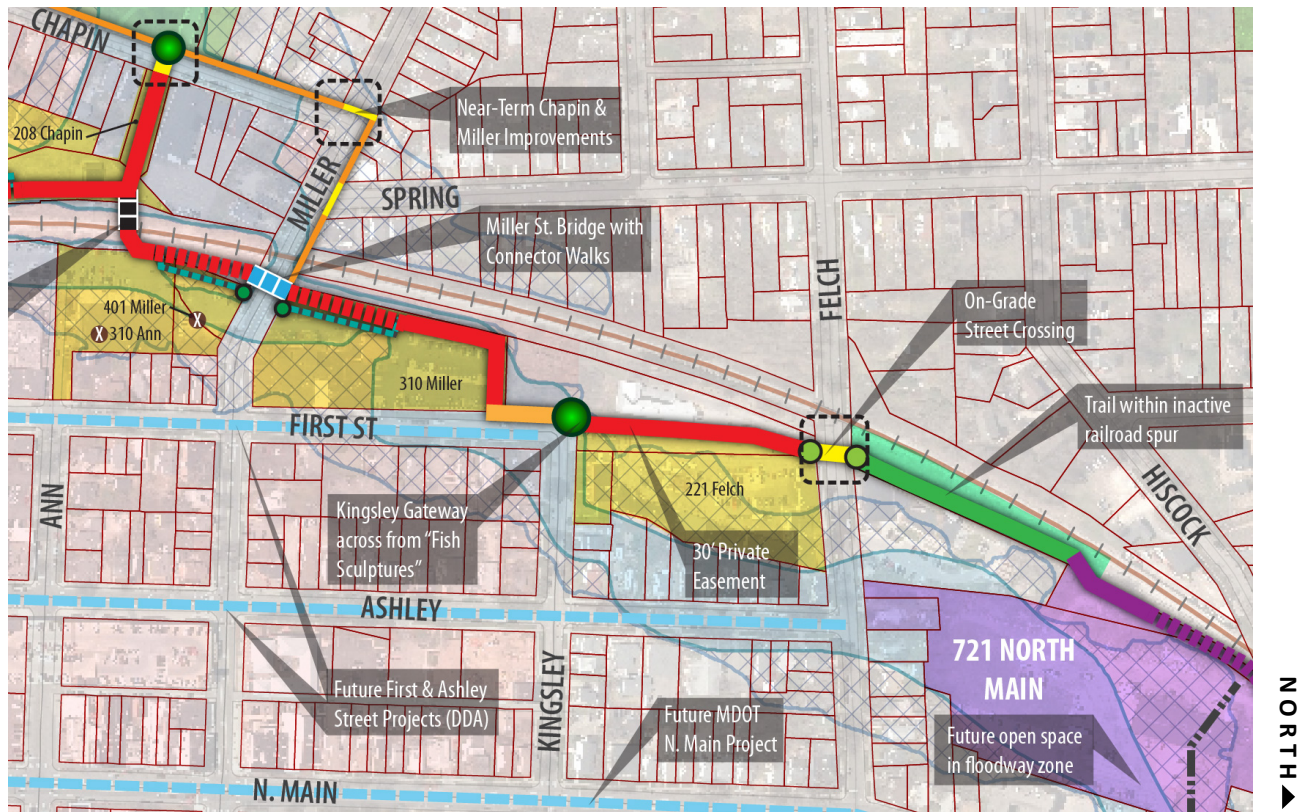 CHAPIN
208 Chapin
Near-Term Chapin &
Miller Improvements
MILLER
SPRING
Miller St. Bridge with
Connector Walks
FELCH
On-Grade
Street Crossing
401 Miller
X
X 310 Ann
310 Miller
Trail within inactive
railroad spur
FIRST ST
HISCOCK
221 Felch
ANN
Kingsley Gateway
across from “Fish
Sculptures”
30' Private
Easement
ASHLEY
721 NORTH
MAIN
KINGSLEY
Future First & Ashley
Street Projects (DDA)
Future MDOT
N. Main Project
Future open space
in floodway zone
N. MAIN
NORTH